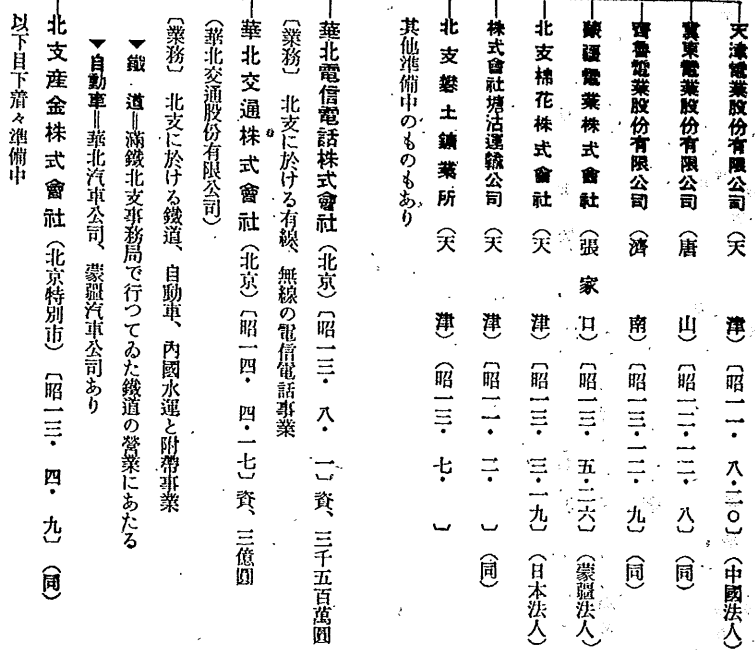 天津電業股份有限公司（天　津）〔昭一一・八・二〇〕（中國法人）
冀東電業股份有限公司（唐　山）〔昭一二・一二・八〕（同）
齊魯電業股份有限公司（濟　南）〔昭一三・一二・九〕（同）
蒙疆電業株式會社（張家口）〔昭一三・五・二六〕（蒙疆法人）
北支棉花株式會社（天　津）〔昭一三・三・一九〕（日本法人）
株式會社塘沽運輸公司（天　津）〔昭一一・二・　〕（同）
北支礬土鑛業所（天　津）〔昭一三・七・　〕
其他準備中のものもあり
華北電信電話株式會社（北京）〔昭一三・八・一〕資、三千五百萬圓
〔業務〕北支に於ける有線、無線の電信電話事業
華北交通株式會社（北京）〔昭一四・四・一七〕資、三億圓
（華北交通股份有限公司）
〔業務〕北支に於ける鐵道、自動車、內國水運と附帶事業
▼鐵　道＝滿鐵北支事務局で行つてゐた鐵道の營業にあたる
▼自動車＝華北汽車公司、蒙疆汽車公司あり
北支産金株式會社（北京特別市）〔昭一三・四・九〕（同）
以下目下着々準備中